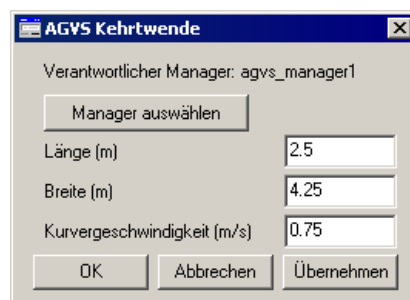 AGVS Kehrtwende
Verantwortlicher Manager: agvs_manager1
Manager auswählen
Länge (m) 2.5
Breite (m) 4.25
Kurvergeschwindigkeit (m/s) 0.75
OK Abbrechen Übernehmen